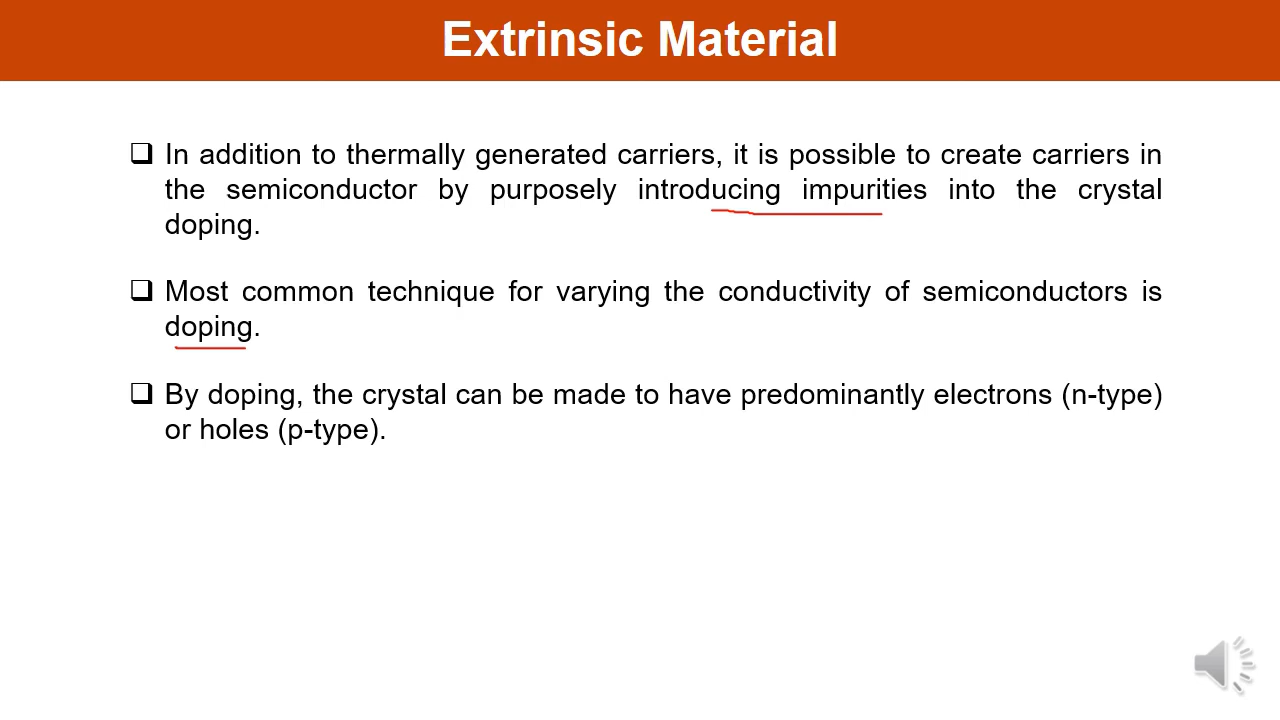 Extrinsic Material
In addition to thermally generated carriers, it is possible to create carriers in
the semiconductor by purposely introducing impurities into the crystal
doping.
Most common technique for varying the conductivity of semiconductors is
doping.
By doping, the crystal can be made to have predominantly electrons (n-type)
or holes (p-type).